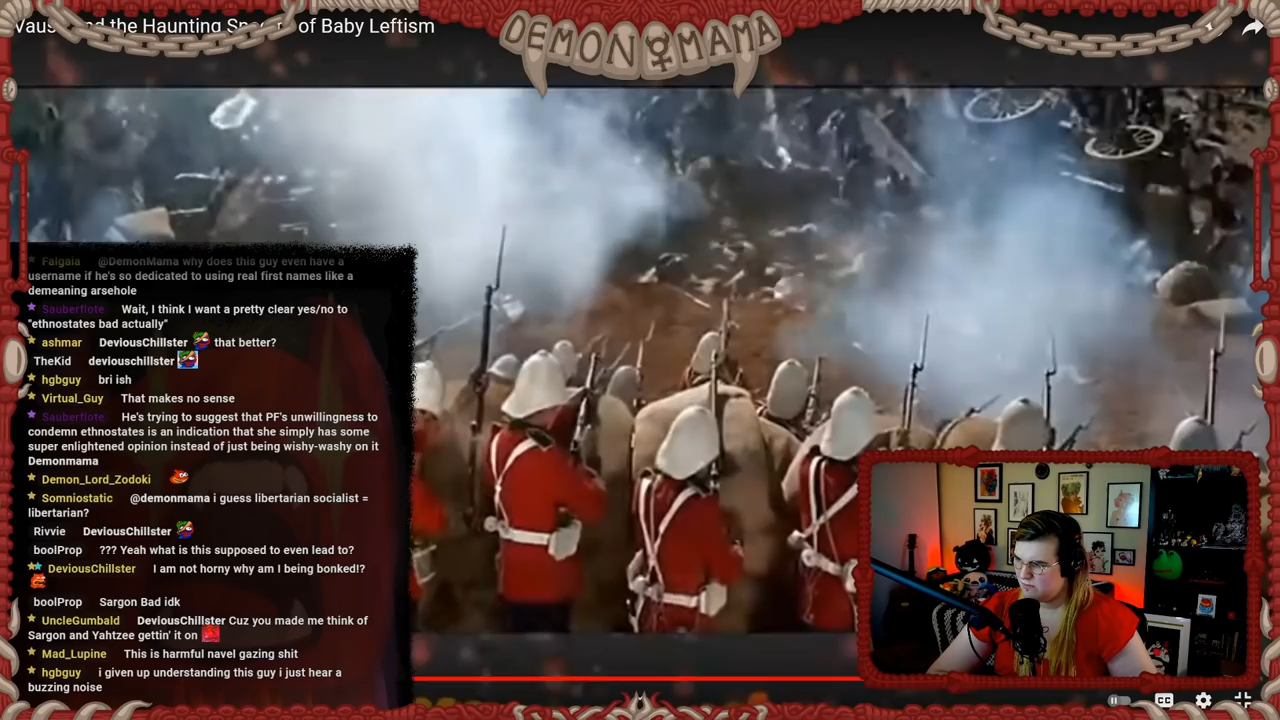 Vaus and the Haunting Sp of Baby Leftism
DEMON MAMA
Falgaia @DemonMama why does this guy even have a
username if he's so dedicated to using real first names like a
demeaning arsehole
Sauberflote Wait, I think I want a pretty clear yes/no to
"ethnostates bad actually"
ashmar DeviousChillster that better?
TheKid deviouschillster
hgbguy bri ish
Virtual_Guy That makes no sense
Sauberflote He's trying to suggest that PF's unwillingness to
condemn ethnostates is an indication that she simply has some
super enlightened opinion instead of just being wishy-washy on it
Demonmama
Demon_Lord_Zodoki
Somniostatic @demonmama i guess libertarian socialist =
libertarian?
Rivvie DeviousChillster
boolProp ??? Yeah what is this supposed to even lead to?
DeviousChillster I am not horny why am I being bonked!?
boolProp Sargon Bad idk
UncleGumbald DeviousChillster Cuz you made me think of
Sargon and Yahtzee gettin' it on
Mad_Lupine This is harmful navel gazing shit
hgbguy i given up understanding this guy i just hear a
buzzing noise
CC